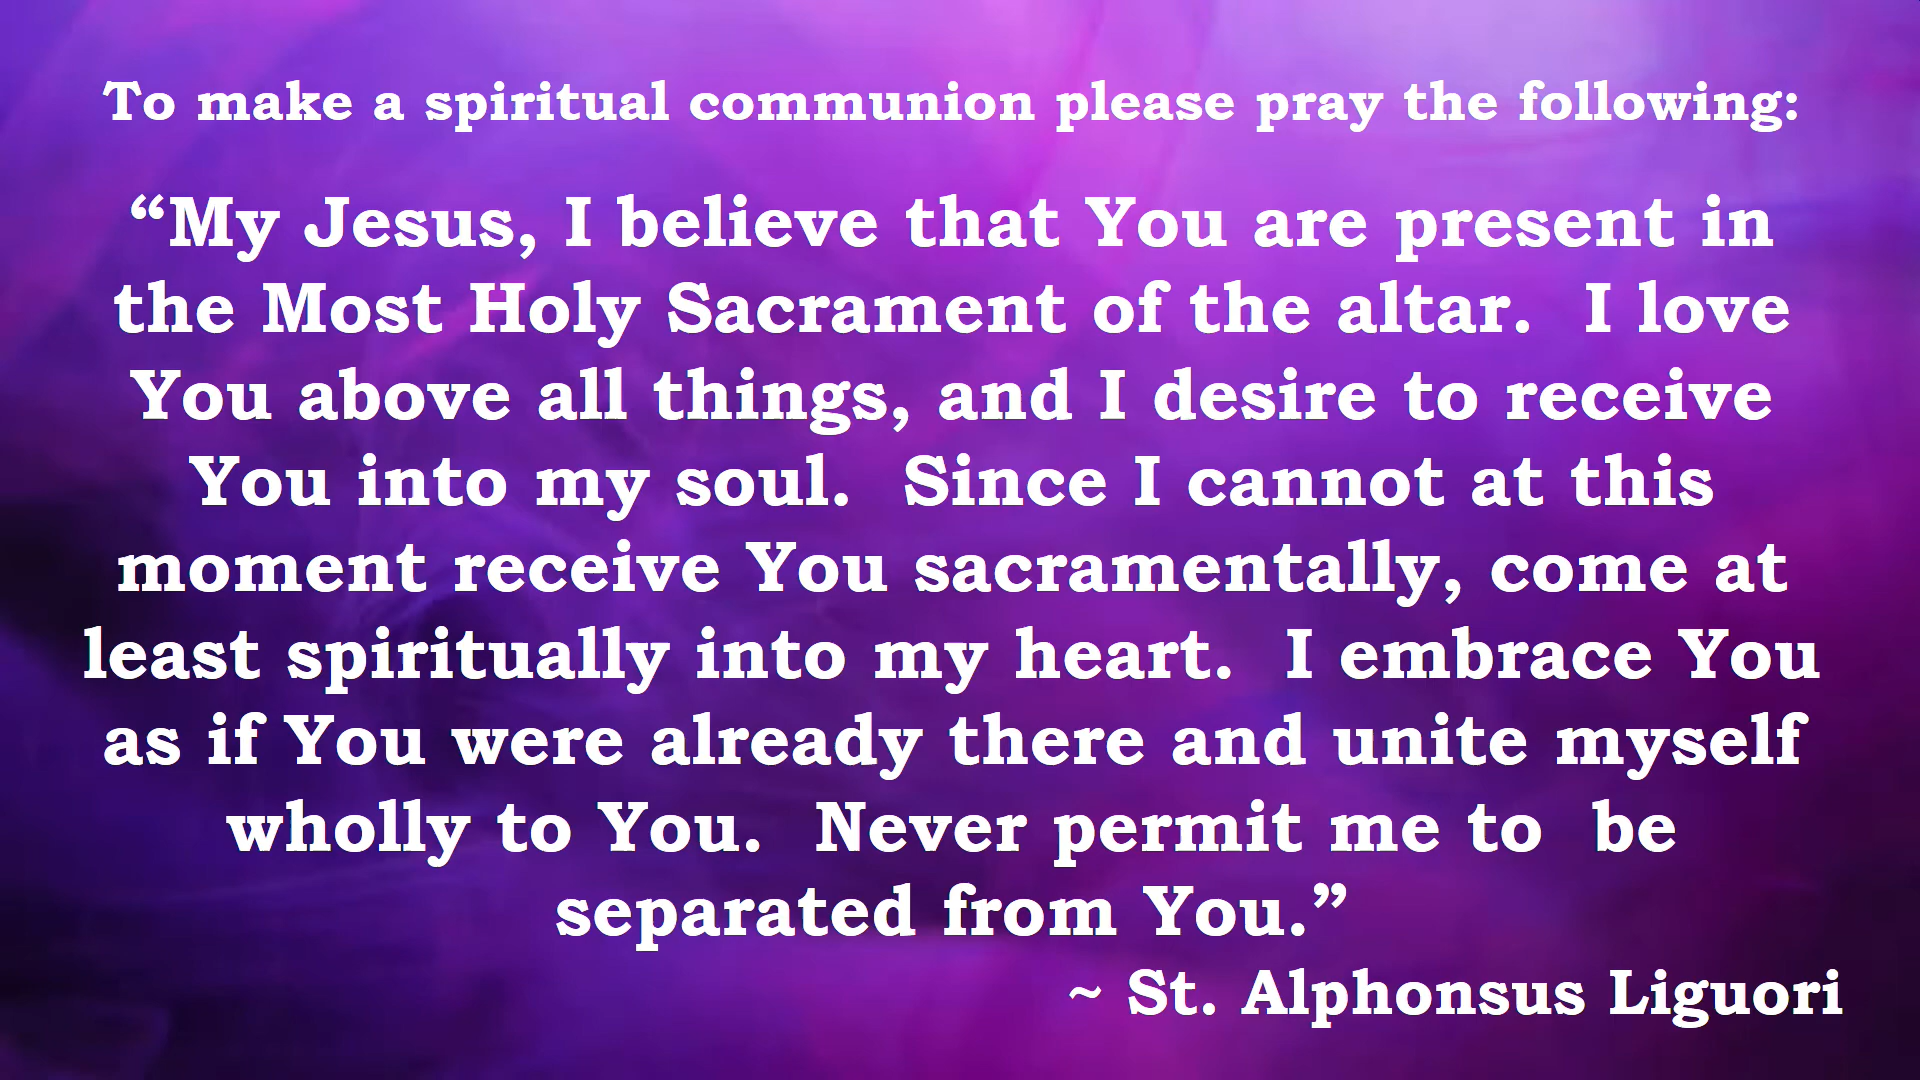 To make a spiritual communion please pray the following:
“My Jesus, I believe that You are present in
the Most Holy Sacrament of the altar.  I love
You above all things, and I desire to receive
You into my soul.  Since I cannot at this
moment receive You sacramentally, come at
least spiritually into my heart.  I embrace You
as if You were already there and unite myself
wholly to You.  Never permit me to  be
separated from You.”
~ St. Alphonsus Liguori